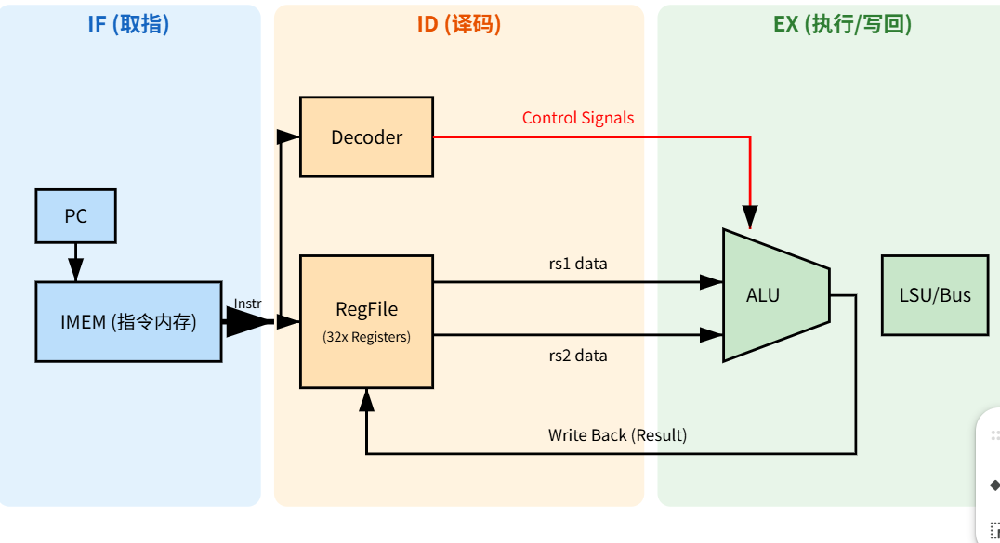 IF (取指)
ID (译码)
EX (执行/写回)
Control Signals
Decoder
PC
rs1 data
Instr
IMEM (指令内存)
RegFile
(32x Registers)
ALU
LSU/Bus
rs2 data
Write Back (Result)